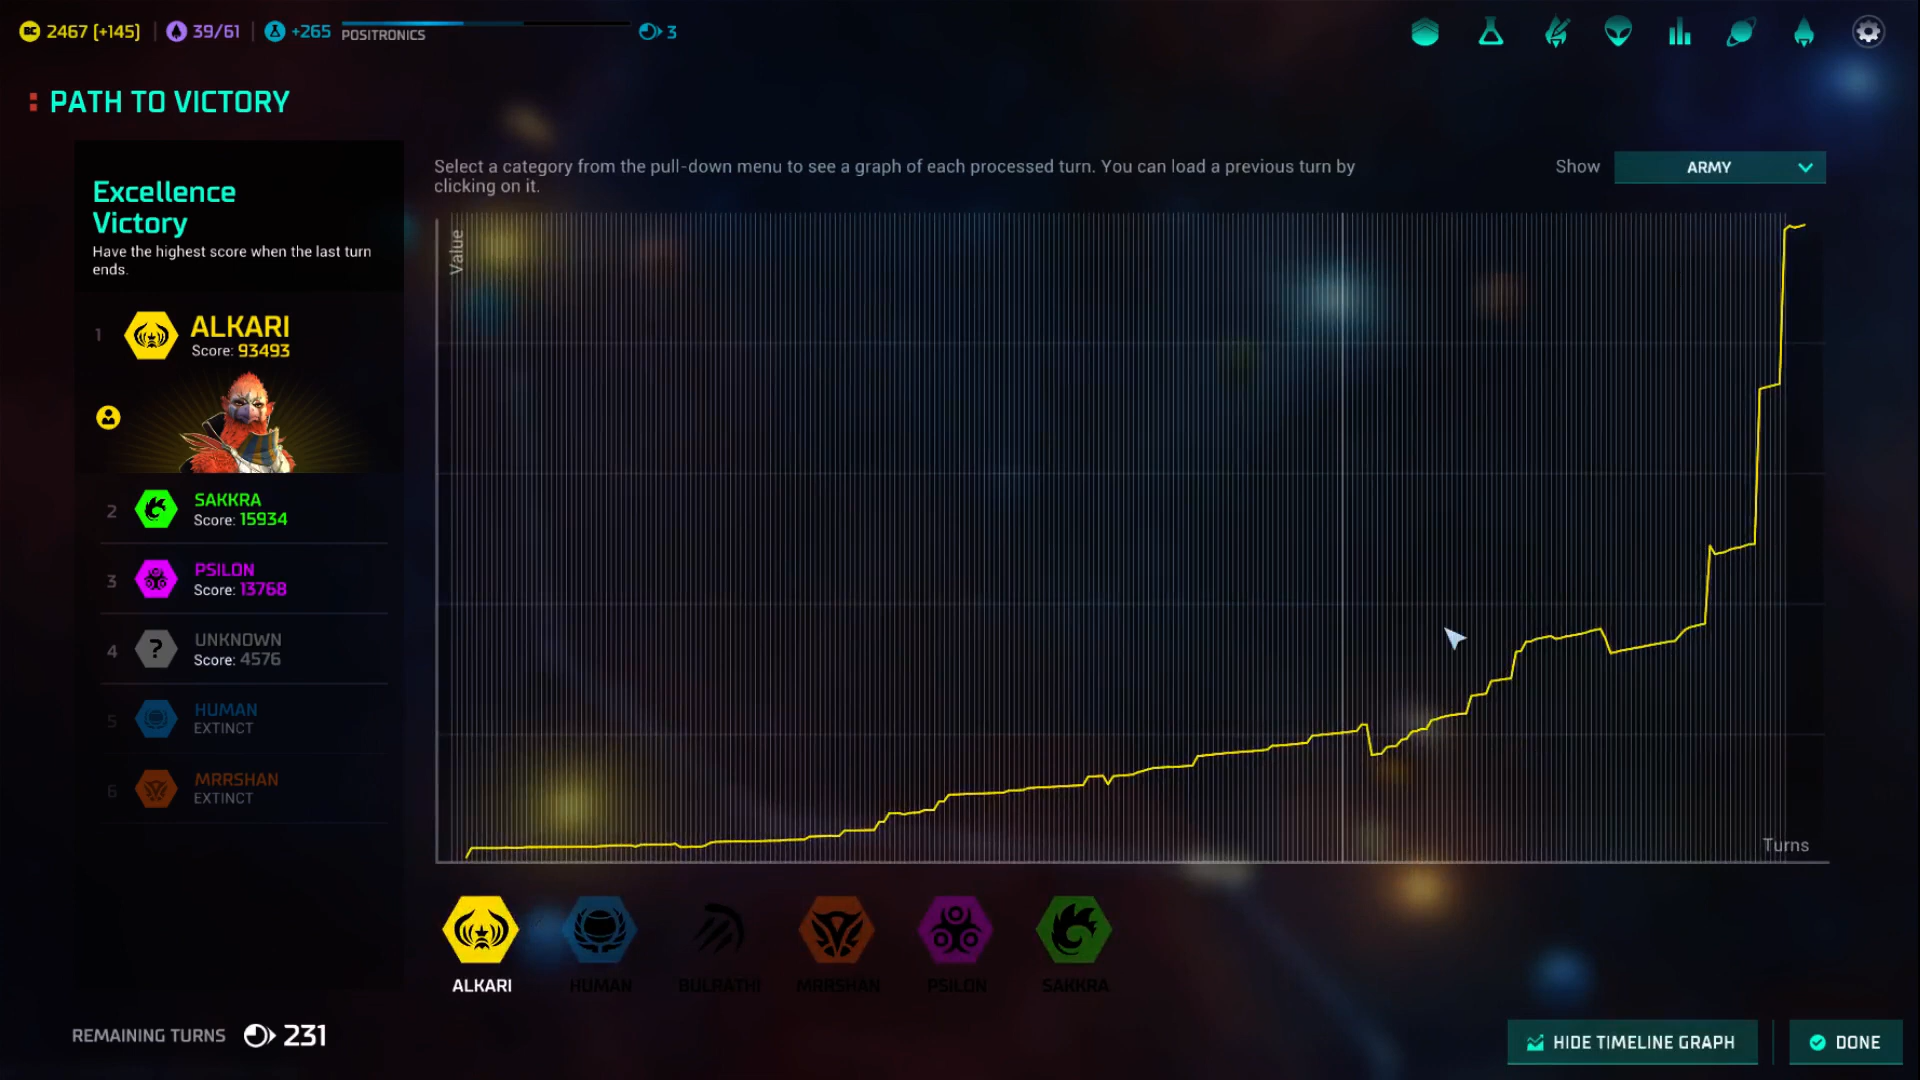 BC 2467 [+145]
39/61
+265
POSITRONICS
3
PATH TO VICTORY
Excellence
Victory
Have the highest score when the last turn
ends.
1
ALKARI
Score: 93493
2
SAKKRA
Score: 15934
3
PSILON
Score: 13768
4
?
UNKNOWN
Score: 4576
5
HUMAN
EXTINCT
6
MRRSHAN
EXTINCT
REMAINING TURNS 231
Select a category from the pull-down menu to see a graph of each processed turn. You can load a previous turn by
clicking on it.
Show
ARMY
Value
Turns
ALKARI
HUMAN
BULRATHI
MRRSHAN
PSILON
SAKKRA
HIDE TIMELINE GRAPH
DONE